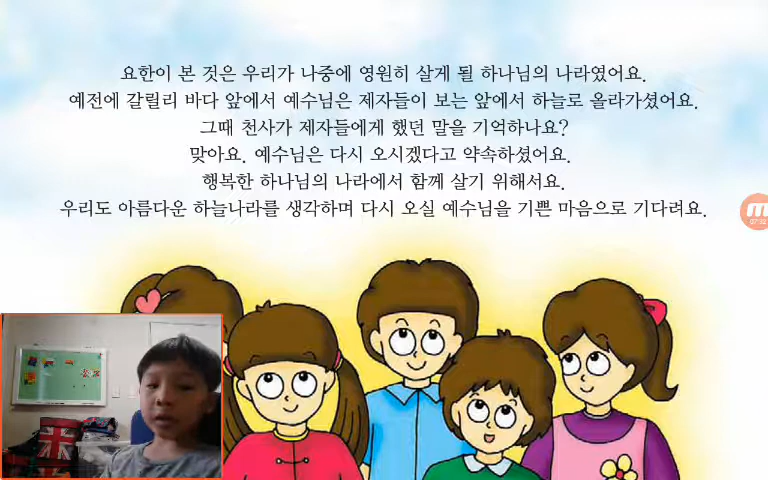 요한이 본 것은 우리가 나중에 영원히 살게 될 하나님의 나라였어요.
예전에 갈릴리 바다 앞에서 예수님은 제자들이 보는 앞에서 하늘로 올라가셨어요.
그때 천사가 제자들에게 했던 말을 기억하나요?
맞아요. 예수님은 다시 오시겠다고 약속하셨어요.
행복한 하나님의 나라에서 함께 살기 위해서요.
우리도 아름다운 하늘나라를 생각하며 다시 오실 예수님을 기쁜 마음으로 기다려요.